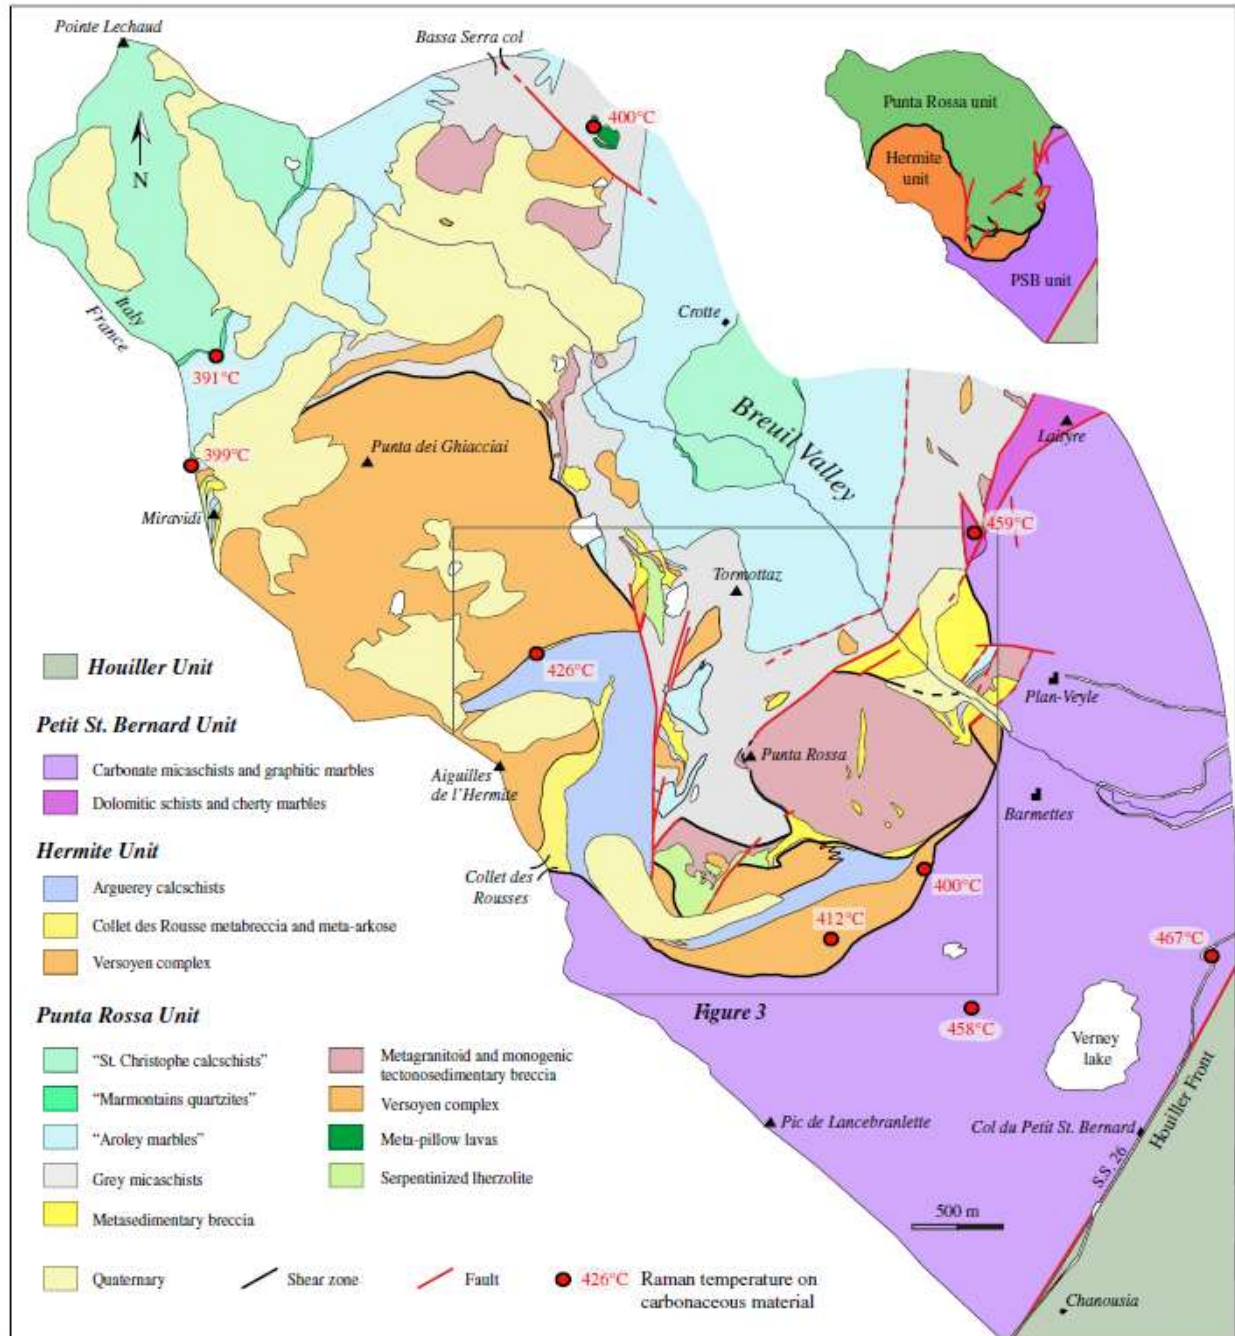 Pointe Lechaud
Bassa Serra col
400°C
N
Punta Rossa unit
Hermite
unit
PSB unit
Italy
France
Crotte
391°C
Breuil Valley
Punta dei Ghiacciai
Lairyre
399°C
Miravidi
459°C
Tormottaz
426°C
Plan-Veyle
Punta Rossa
Aiguilles
de l'Hermite
Barmettes
Collet des
Rousses
400°C
412°C
467°C
Figure 3
458°C
Verney
lake
Pic de Lancebranlette
Col du Petit St. Bernard
Houiller Front
S.S. 26
500 m
Chanousia
Houiller Unit
Petit St. Bernard Unit
Carbonate micaschists and graphitic marbles
Dolomitic schists and cherty marbles
Hermite Unit
Arguerey calcschists
Collet des Rousse metabreccia and meta-arkose
Versoyen complex
Punta Rossa Unit
"St. Christophe calcschists"
"Marmontains quartzites"
"Aroley marbles"
Grey micaschists
Metasedimentary breccia
Metagranitoid and monogenic
tectonosedimentary breccia
Versoyen complex
Meta-pillow lavas
Serpentinized lherzolite
Quaternary
Shear zone
Fault
426°C Raman temperature on
carbonaceous material